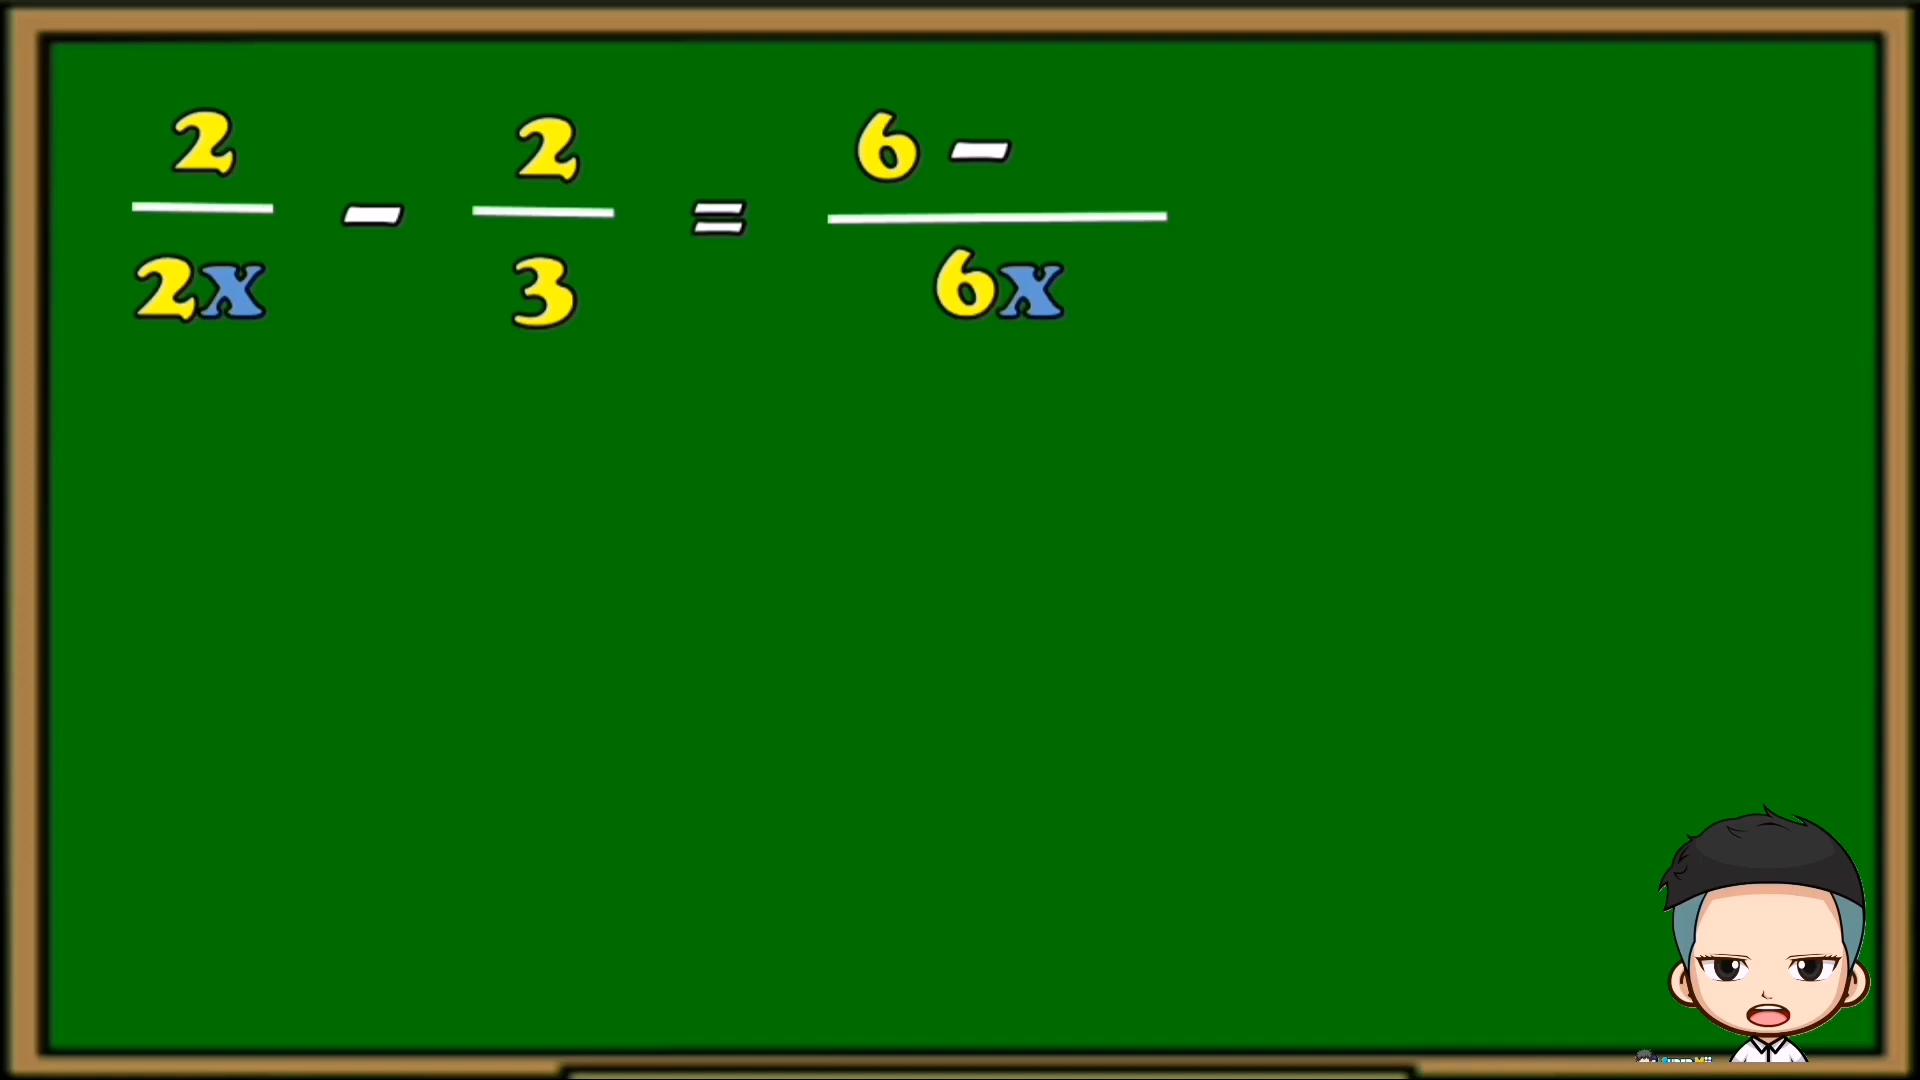 2/2x - 2/3 = 6 -/6x